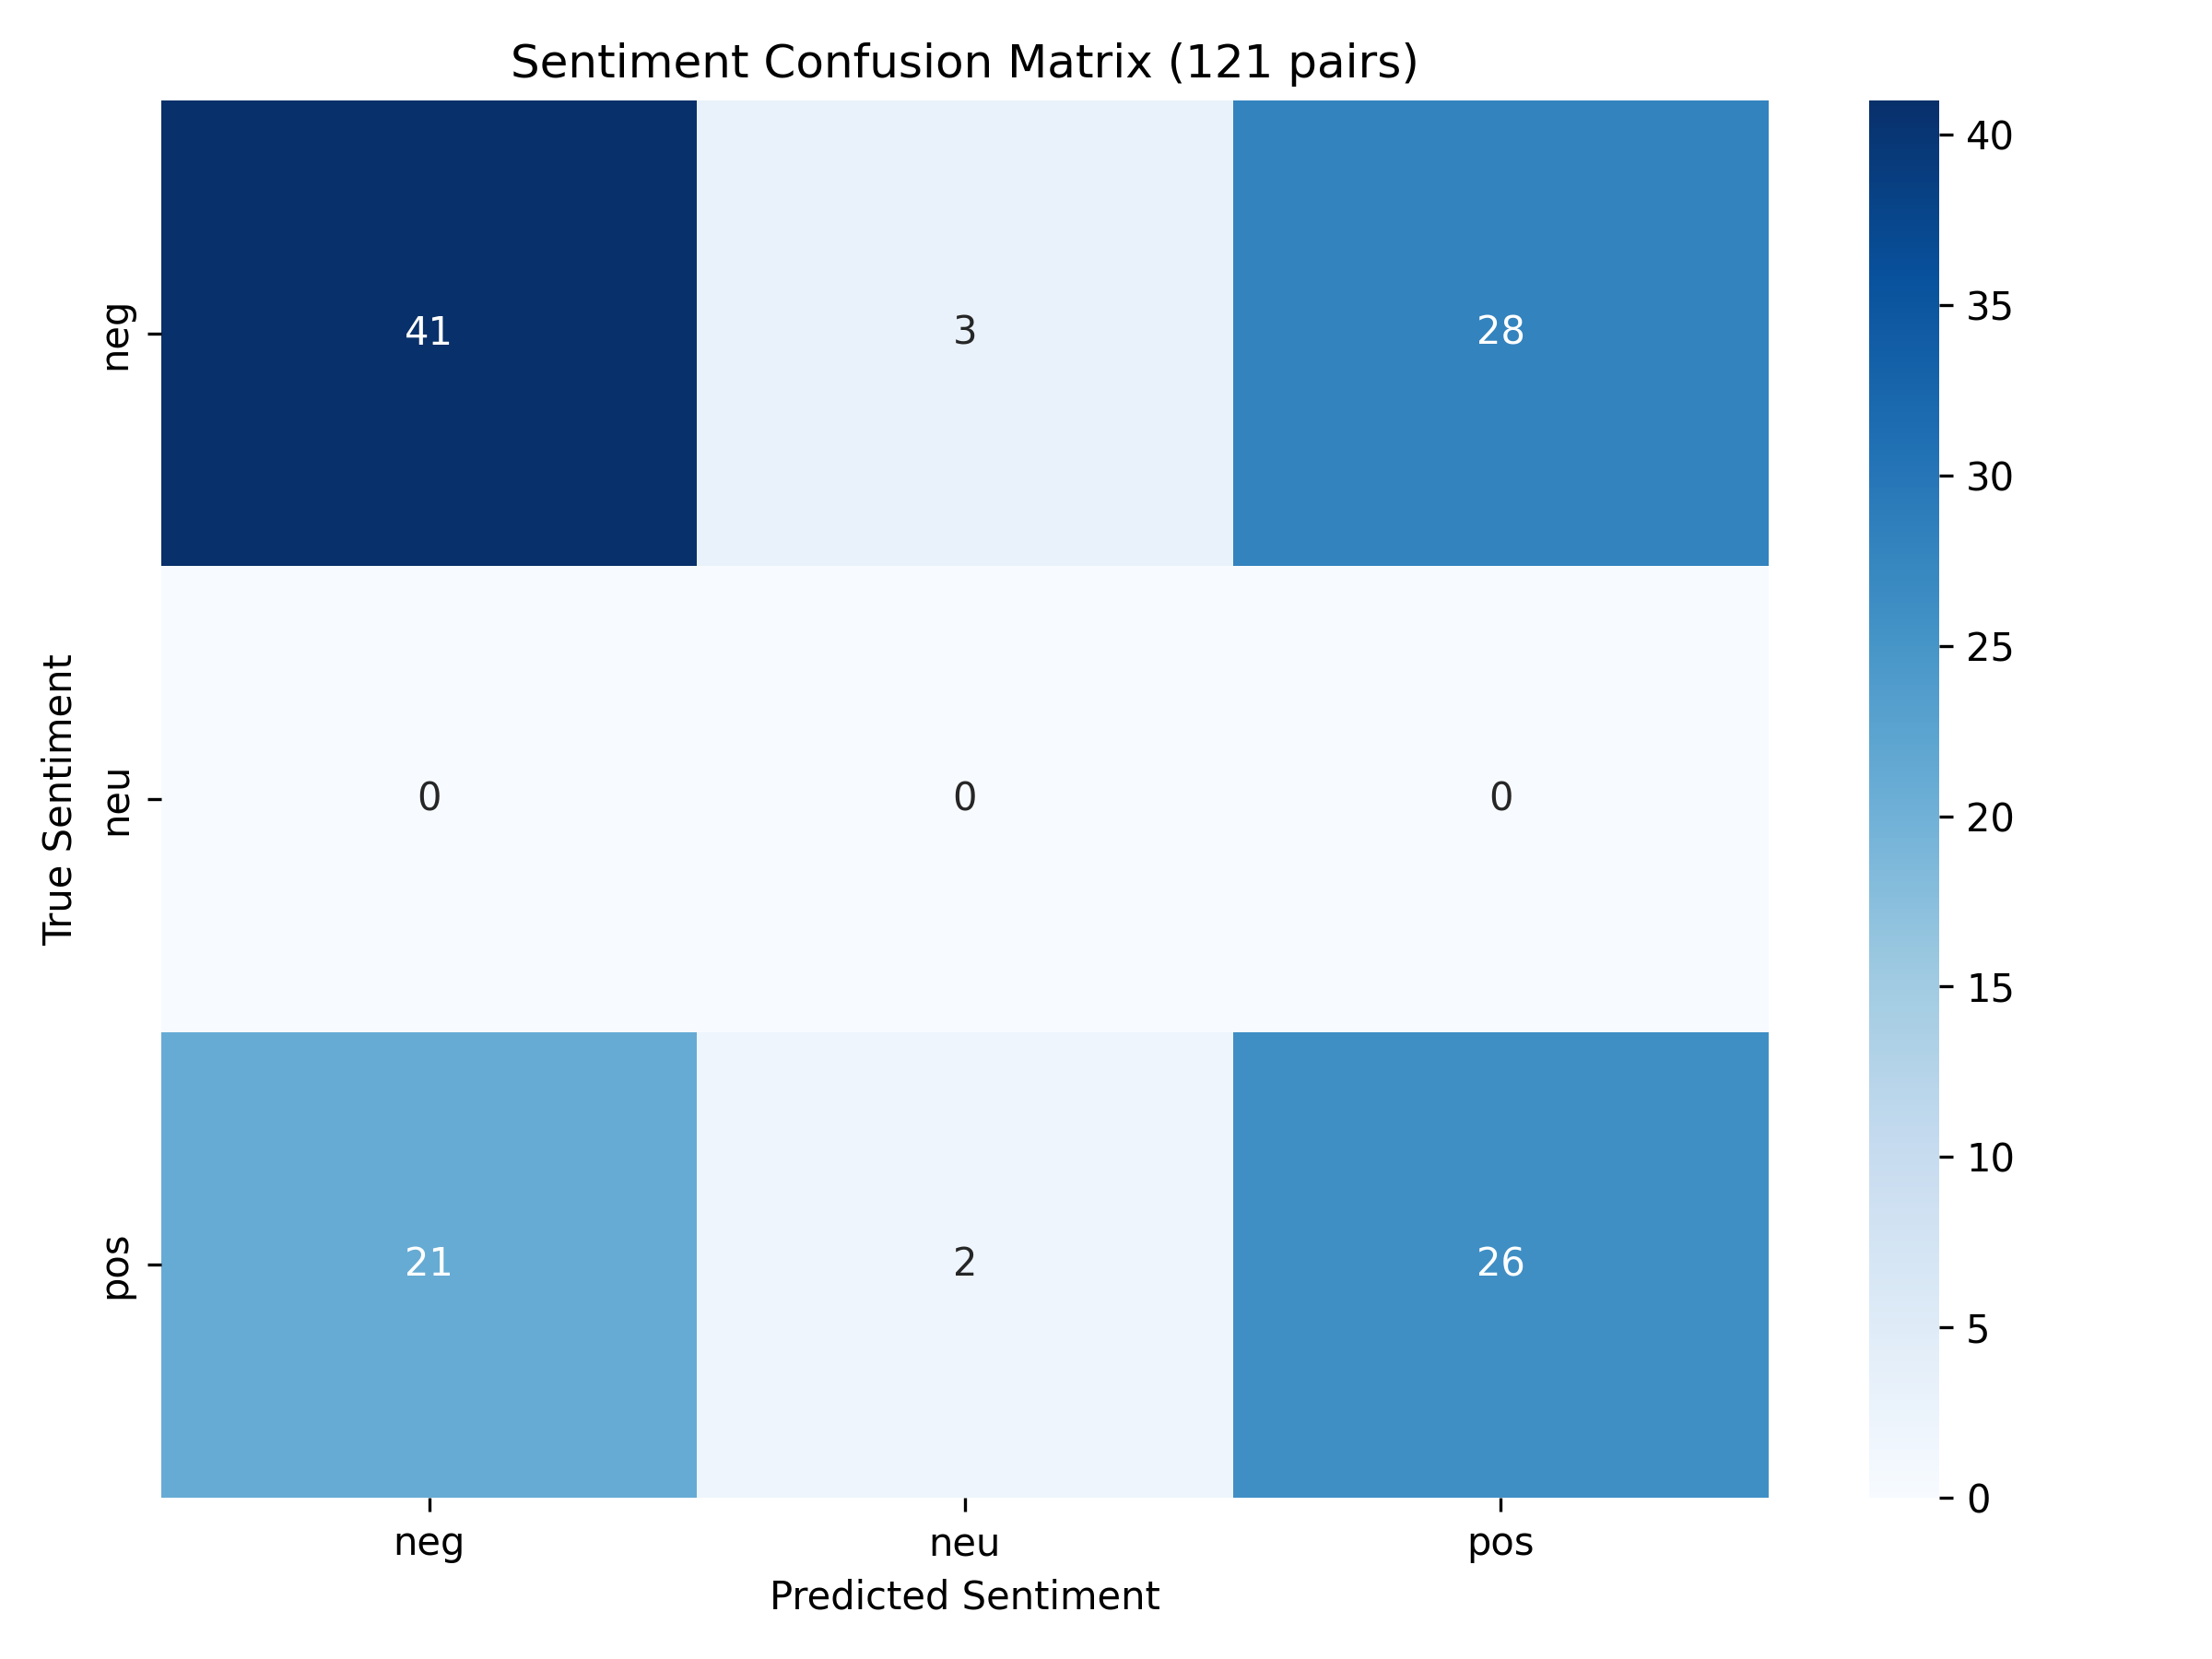 Sentiment Confusion Matrix (121 pairs)
True Sentiment
neg
41 3 28
neu
0 0 0
pos
21 2 26
neg neu pos
Predicted Sentiment
40
35
30
25
20
15
10
5
0